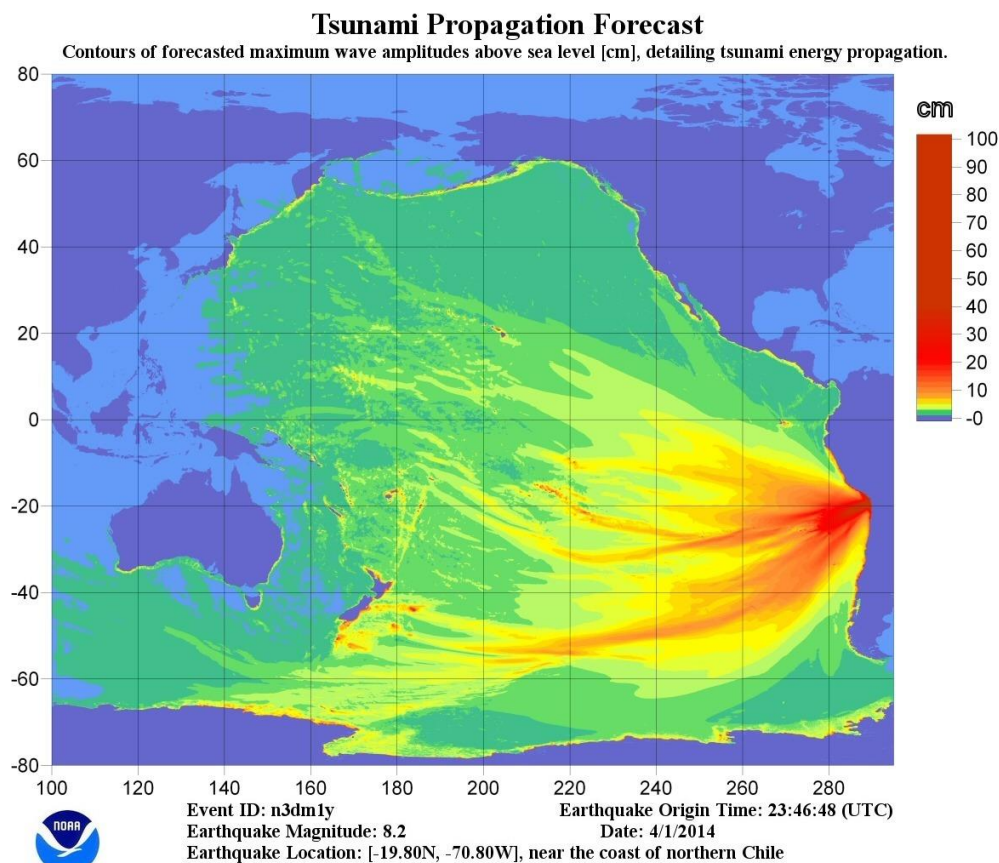 Tsunami Propagation Forecast
Contours of forecasted maximum wave amplitudes above sea level [cm], detailing tsunami energy propagation.
cm
100
90
80
70
60
50
40
30
20
10
-0
80
60
40
20
0
-20
-40
-60
-80
100 120 140 160 180 200 220 240 260 280
NOAA
Event ID: n3dm1y
Earthquake Origin Time: 23:46:48 (UTC)
Earthquake Magnitude: 8.2
Date: 4/1/2014
Earthquake Location: [-19.80N, -70.80W], near the coast of northern Chile